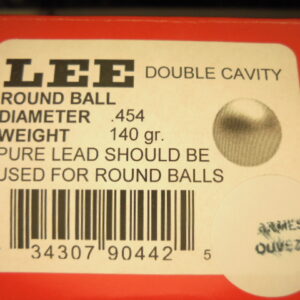 LEE DOUBLE CAVITY
ROUND BALL
DIAMETER .454
WEIGHT 140 gr.
PURE LEAD SHOULD BE
USED FOR ROUND BALLS
34307 90442 5